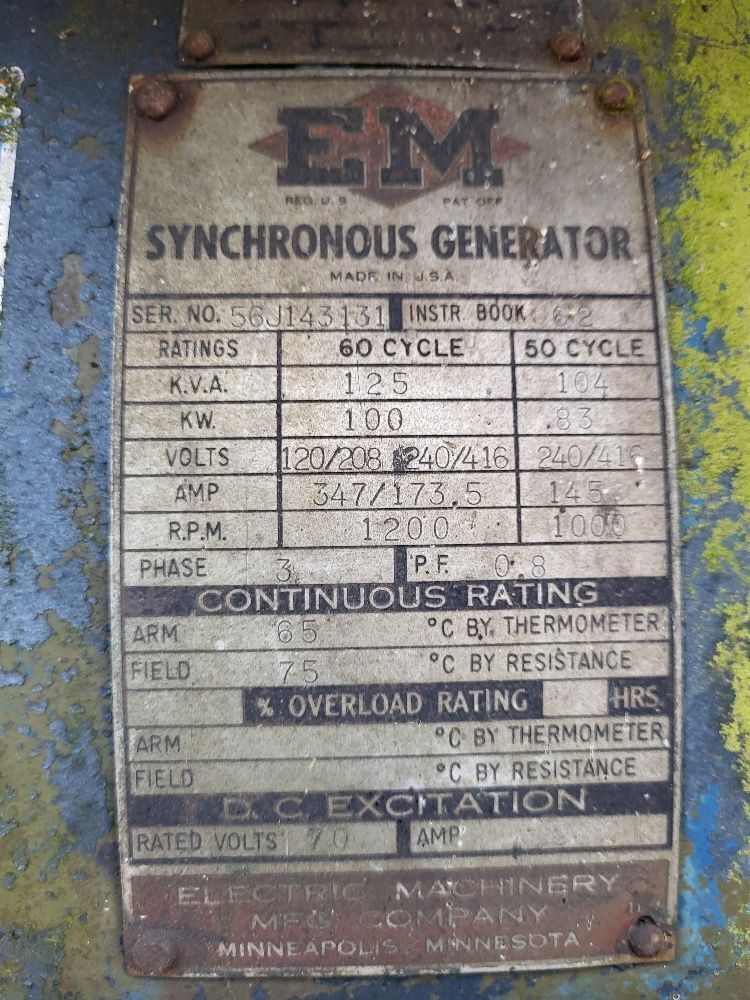 EM
REG. U. S PAT OFF
SYNCHRONOUS GENERATOR
MADE IN U.S.A.
SER. NO. 56J143131 INSTR. BOOK 62
RATINGS 60 CYCLE 50 CYCLE
K.V.A. 125 104
KW. 100 83
VOLTS 120/208 240/416 240/416
AMP 347/173.5 145
R.P.M. 1200 1000
PHASE 3 P.F. 0.8
CONTINUOUS RATING
ARM 65 °C BY THERMOMETER
FIELD 75 °C BY RESISTANCE
% OVERLOAD RATING HRS.
ARM °C BY THERMOMETER
FIELD °C BY RESISTANCE
D. C. EXCITATION
RATED VOLTS 70 AMP
ELECTRIC MACHINERY
MFG. COMPANY
MINNEAPOLIS, MINNESOTA